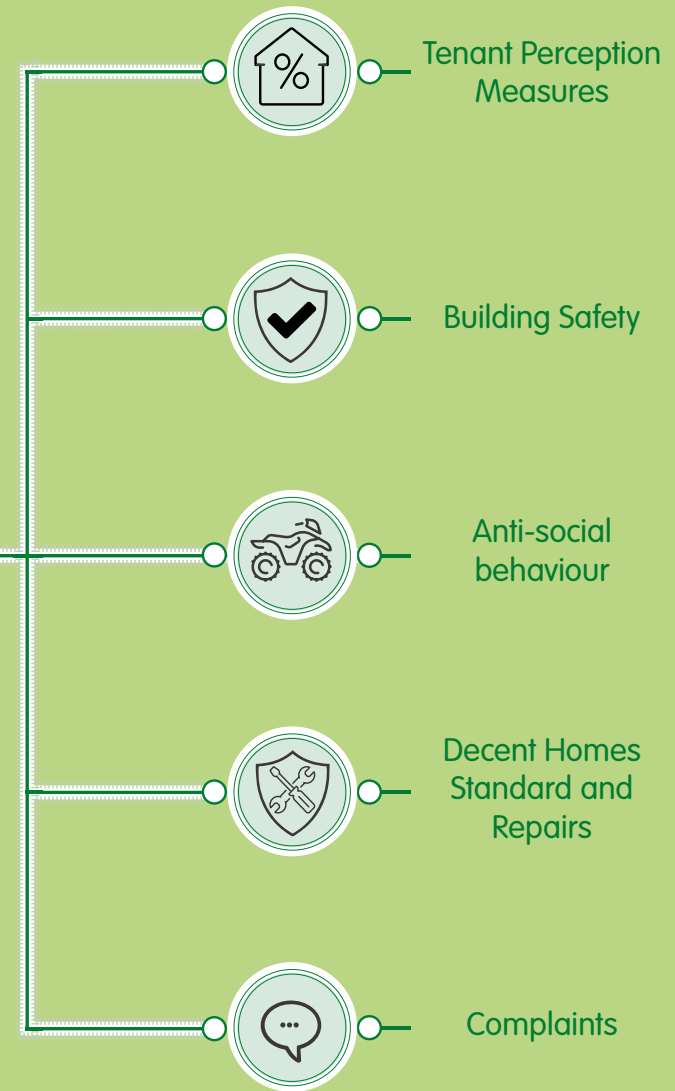 Tenant Perception
Measures
Building Safety
Anti-social
behaviour
Decent Homes
Standard and
Repairs
Complaints